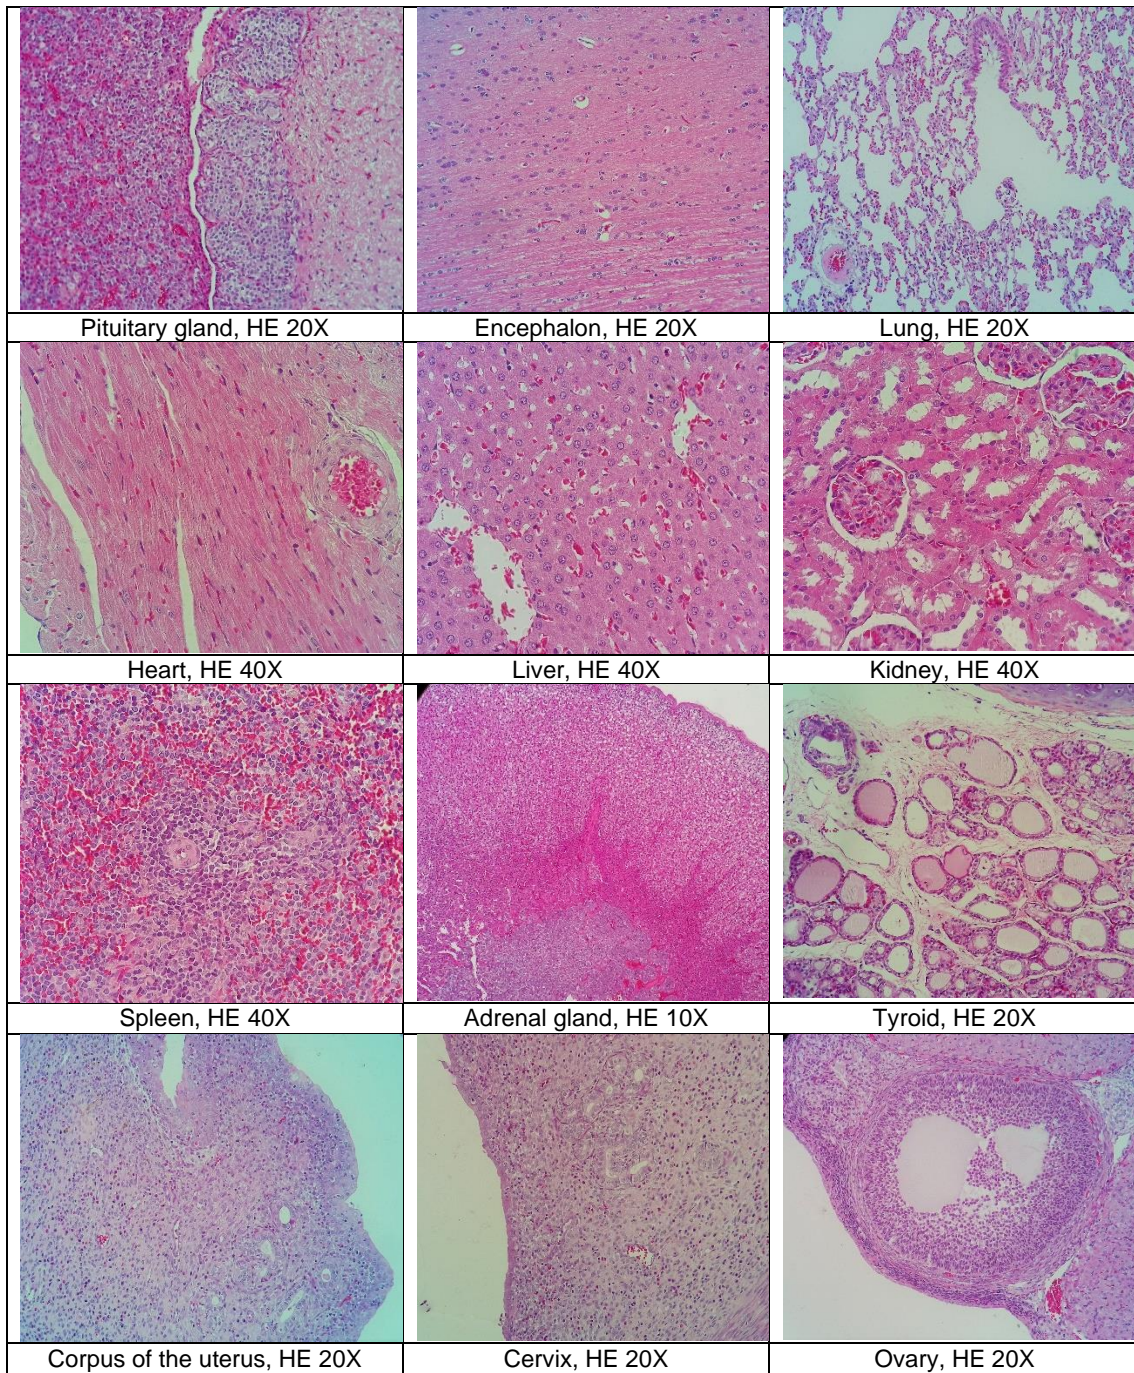 Pituitary gland, HE 20X
Encephalon, HE 20X
Lung, HE 20X
Heart, HE 40X
Liver, HE 40X
Kidney, HE 40X
Spleen, HE 40X
Adrenal gland, HE 10X
Tyroid, HE 20X
Corpus of the uterus, HE 20X
Cervix, HE 20X
Ovary, HE 20X